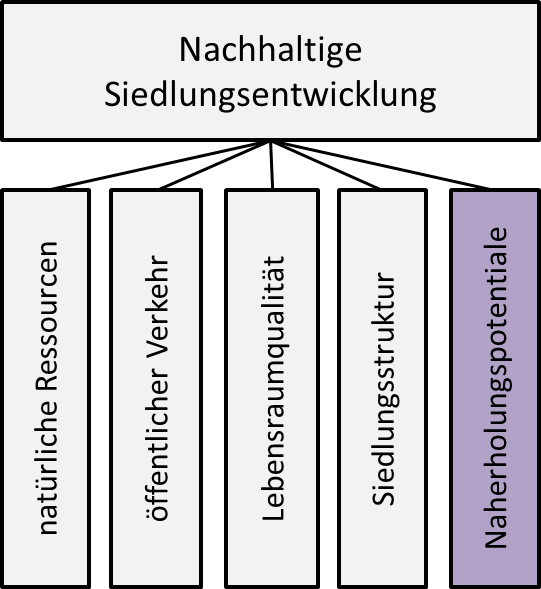 Nachhaltige
Siedlungsentwicklung
natürliche Ressourcen
öffentlicher Verkehr
Lebensraumqualität
Siedlungsstruktur
Naherholungspotentiale